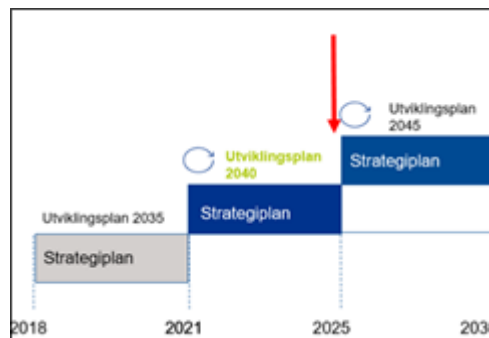 Utviklingsplan
2045
Strategiplan
Utviklingsplan
2040
Strategiplan
Utviklingsplan 2035
Strategiplan
2018 2021 2025